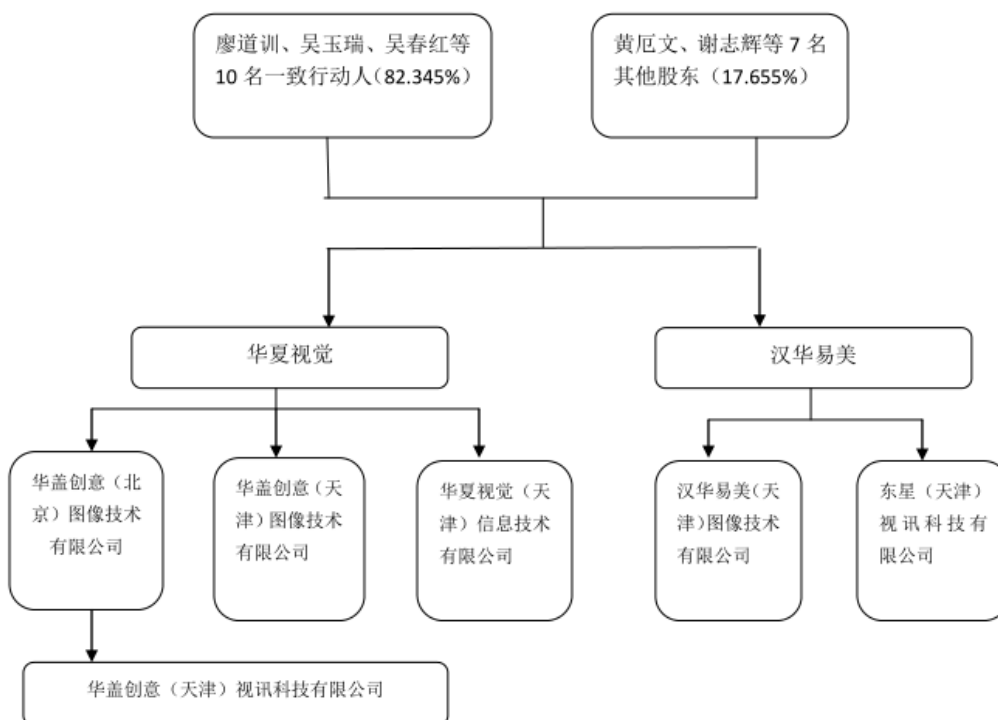 廖道训、吴玉瑞、吴春红等
10 名一致行动人（82.345%）
黄厄文、谢志辉等 7 名
其他股东（17.655%）
华夏视觉
汉华易美
华盖创意（北
京）图像技术
有限公司
华盖创意（天
津）图像技术
有限公司
华夏视觉（天
津）信息技术
有限公司
汉华易美（天
津）图像技术
有限公司
东星（天津）
视讯科技有
限公司
华盖创意（天津）视讯科技有限公司